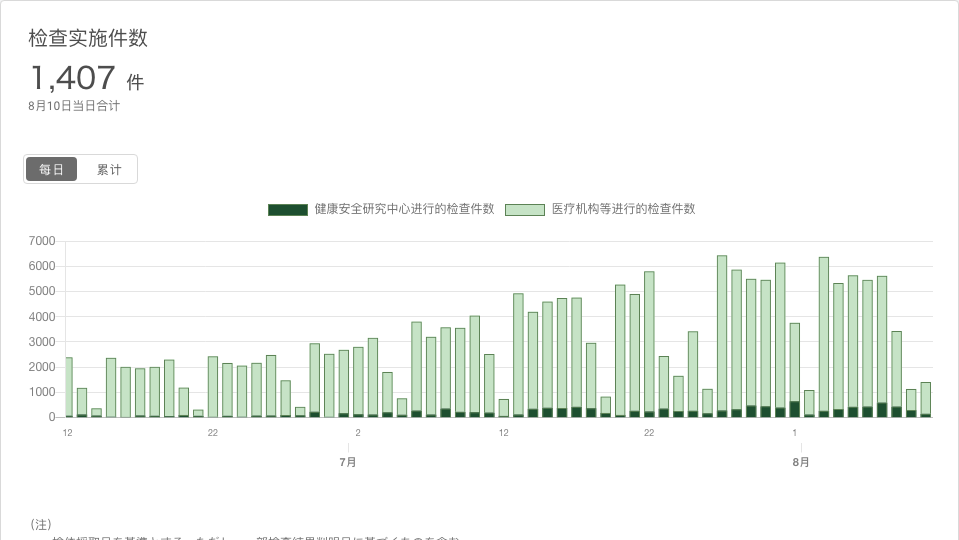 检查实施件数
1,407 件
8月10日当日合计
每日 累计
健康安全研究中心进行的检查件数 医疗机构等进行的检查件数
7000
6000
5000
4000
3000
2000
1000
0
12 22 2 12 22 1
7月 8月
(注)